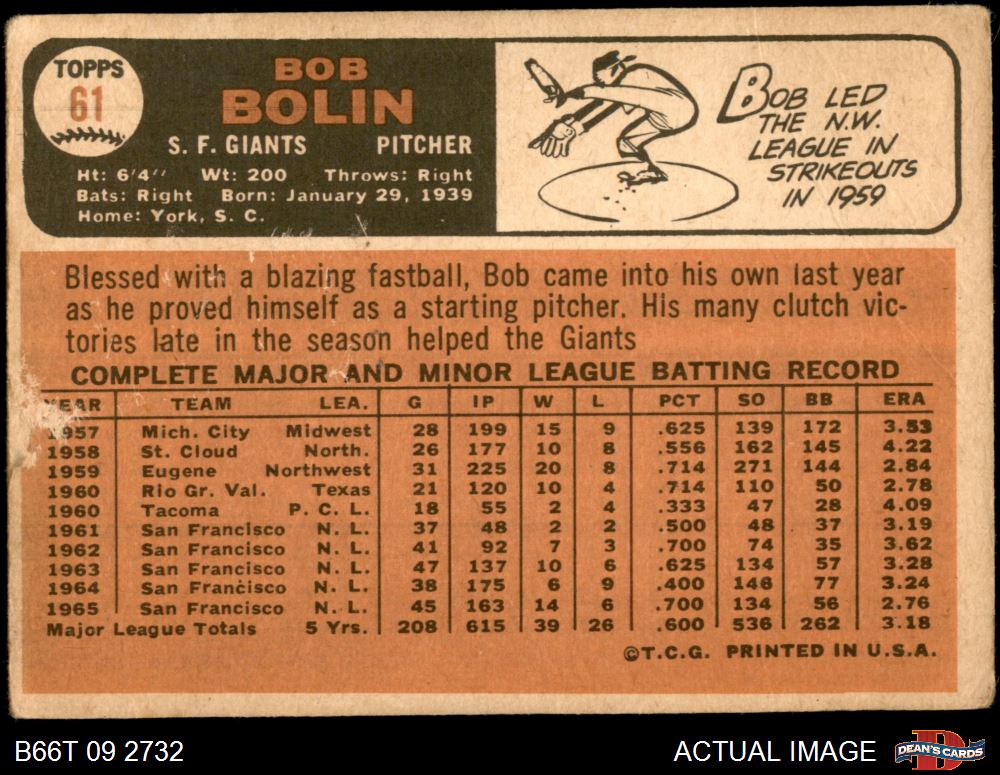 TOPPS
61
BOB
BOLIN
S. F. GIANTS PITCHER
Ht: 6'4" Wt: 200 Throws: Right
Bats: Right Born: January 29, 1939
Home: York, S. C.
BOB LED
THE N.W.
LEAGUE IN
STRIKEOUTS
IN 1959
Blessed with a blazing fastball, Bob came into his own last year
as he proved himself as a starting pitcher. His many clutch vic-
tories late in the season helped the Giants
COMPLETE MAJOR AND MINOR LEAGUE BATTING RECORD
YEAR TEAM LEA. G IP W L PCT SO BB ERA
1957 Mich. City Midwest 28 199 15 9 .625 139 172 3.53
1958 St. Cloud North. 26 177 10 8 .556 162 145 4.22
1959 Eugene Northwest 31 225 20 8 .714 271 144 2.84
1960 Rio Gr. Val. Texas 21 120 10 4 .714 110 50 2.78
1960 Tacoma P. C. L. 18 55 2 4 .333 47 28 4.09
1961 San Francisco N. L. 37 48 2 2 .500 48 37 3.19
1962 San Francisco N. L. 41 92 7 3 .700 74 35 3.62
1963 San Francisco N. L. 47 137 10 6 .625 134 57 3.28
1964 San Francisco N. L. 38 175 6 9 .400 146 77 3.24
1965 San Francisco N. L. 45 163 14 6 .700 134 56 2.76
Major League Totals 5 Yrs. 208 615 39 26 .600 536 262 3.18
©T.C.G. PRINTED IN U.S.A.
B66T 09 2732 ACTUAL IMAGE DEAN'S CARDS